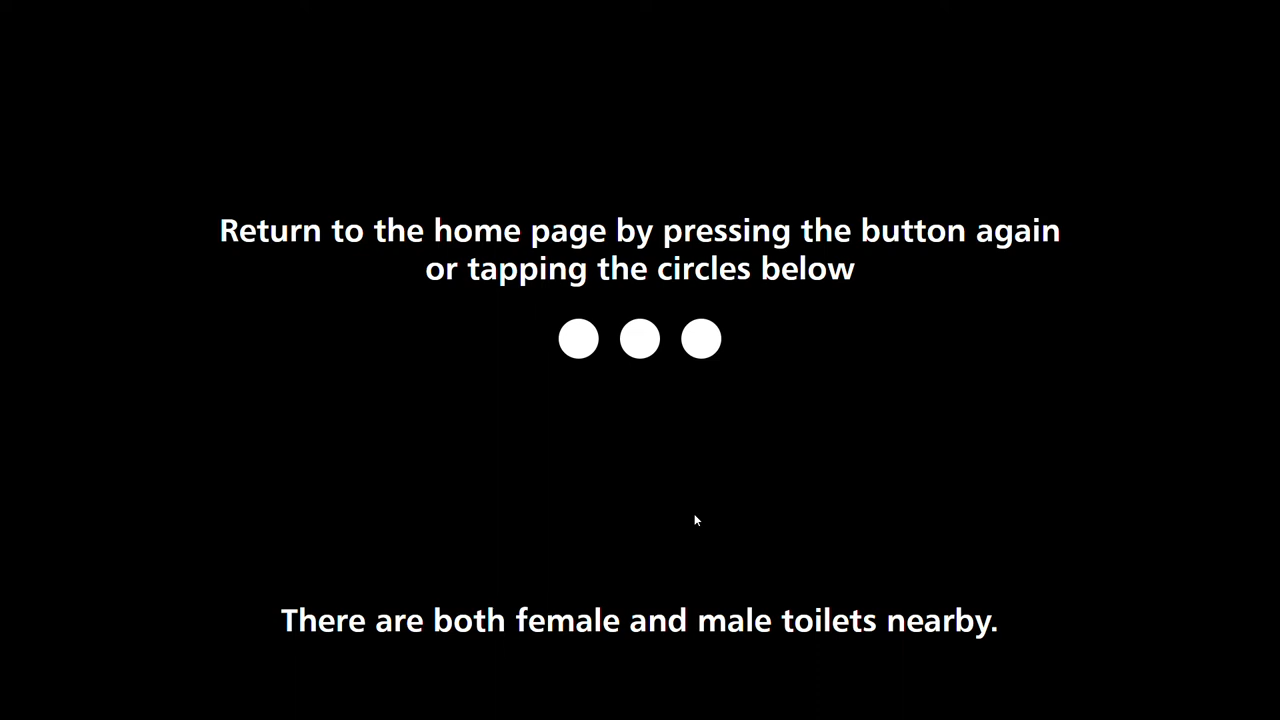 Return to the home page by pressing the button again
or tapping the circles below
There are both female and male toilets nearby.